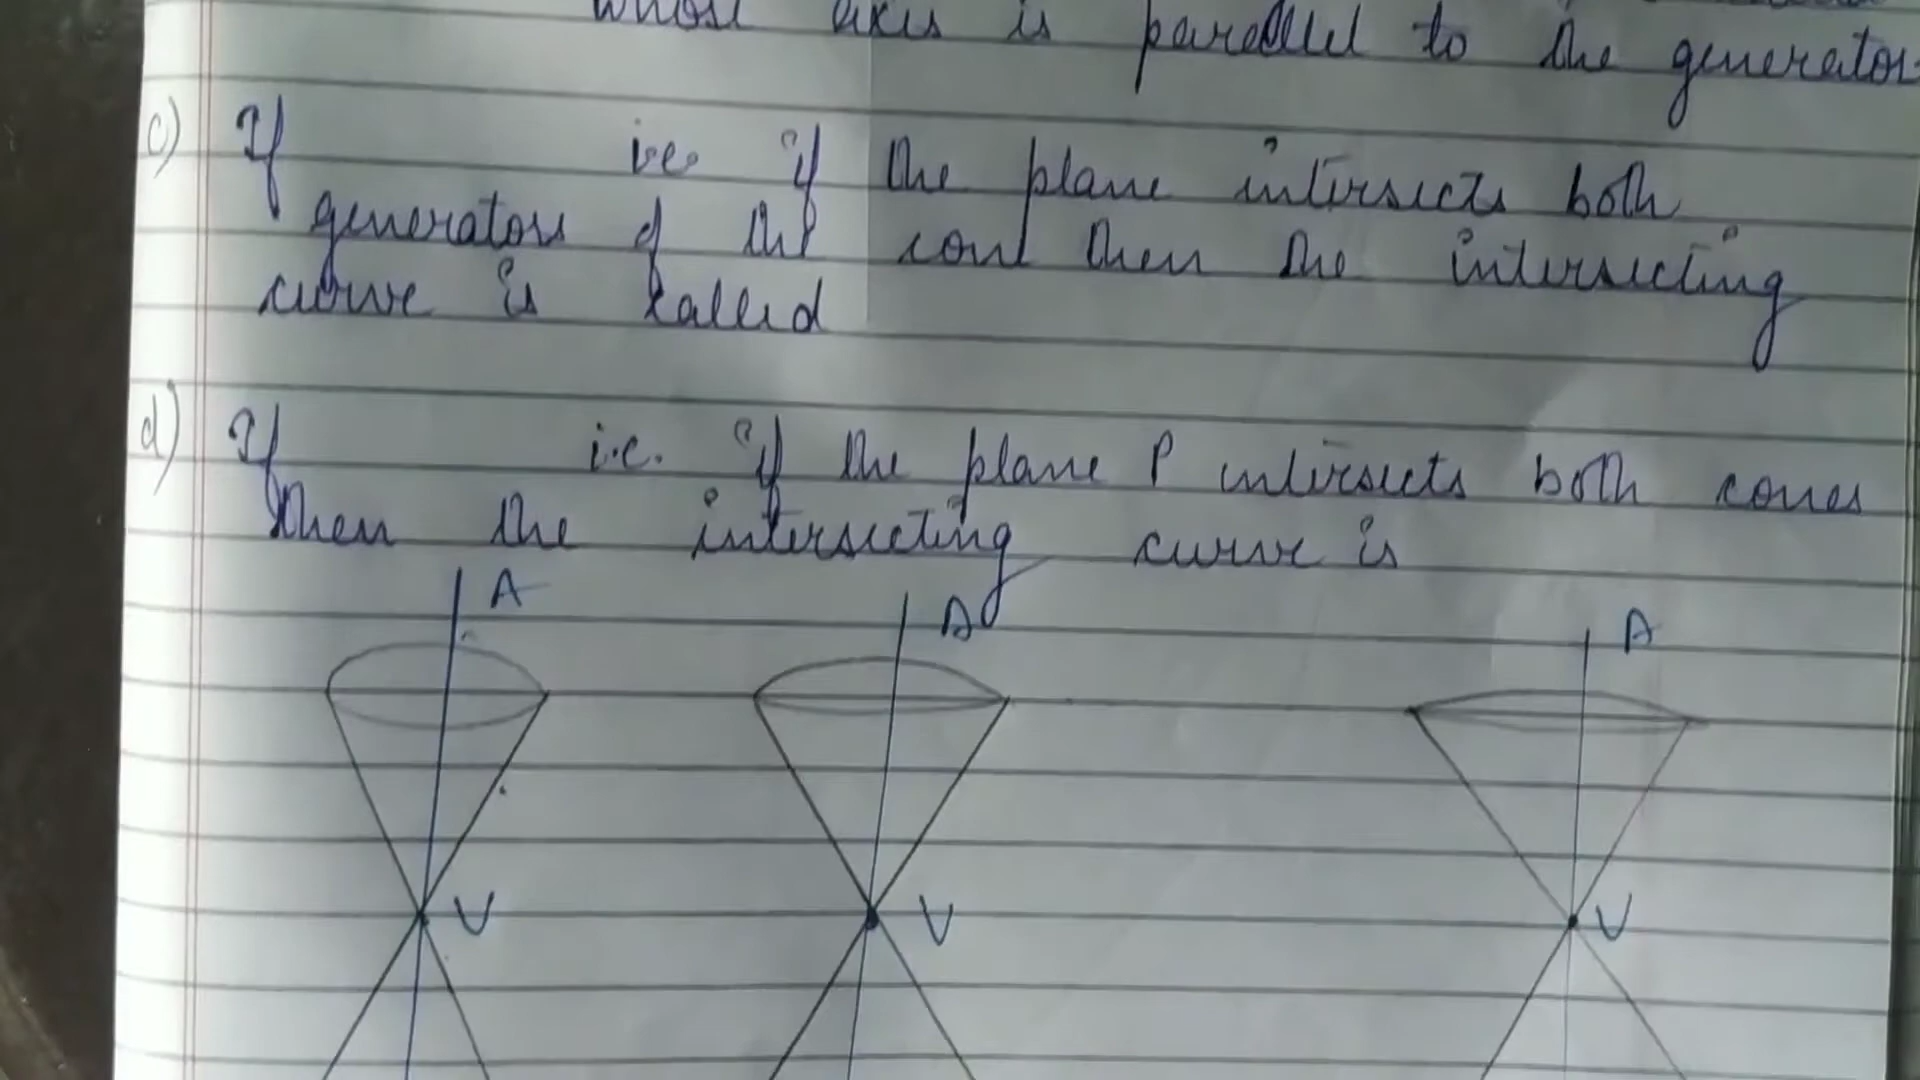 whose axis is parallel to the generator
c) If i.e. if the plane intersects both
generators of the cone then the intersecting
curve is called
d) If i.e. if the plane P intersects both cones
then the intersecting curve is
A A A
V V V